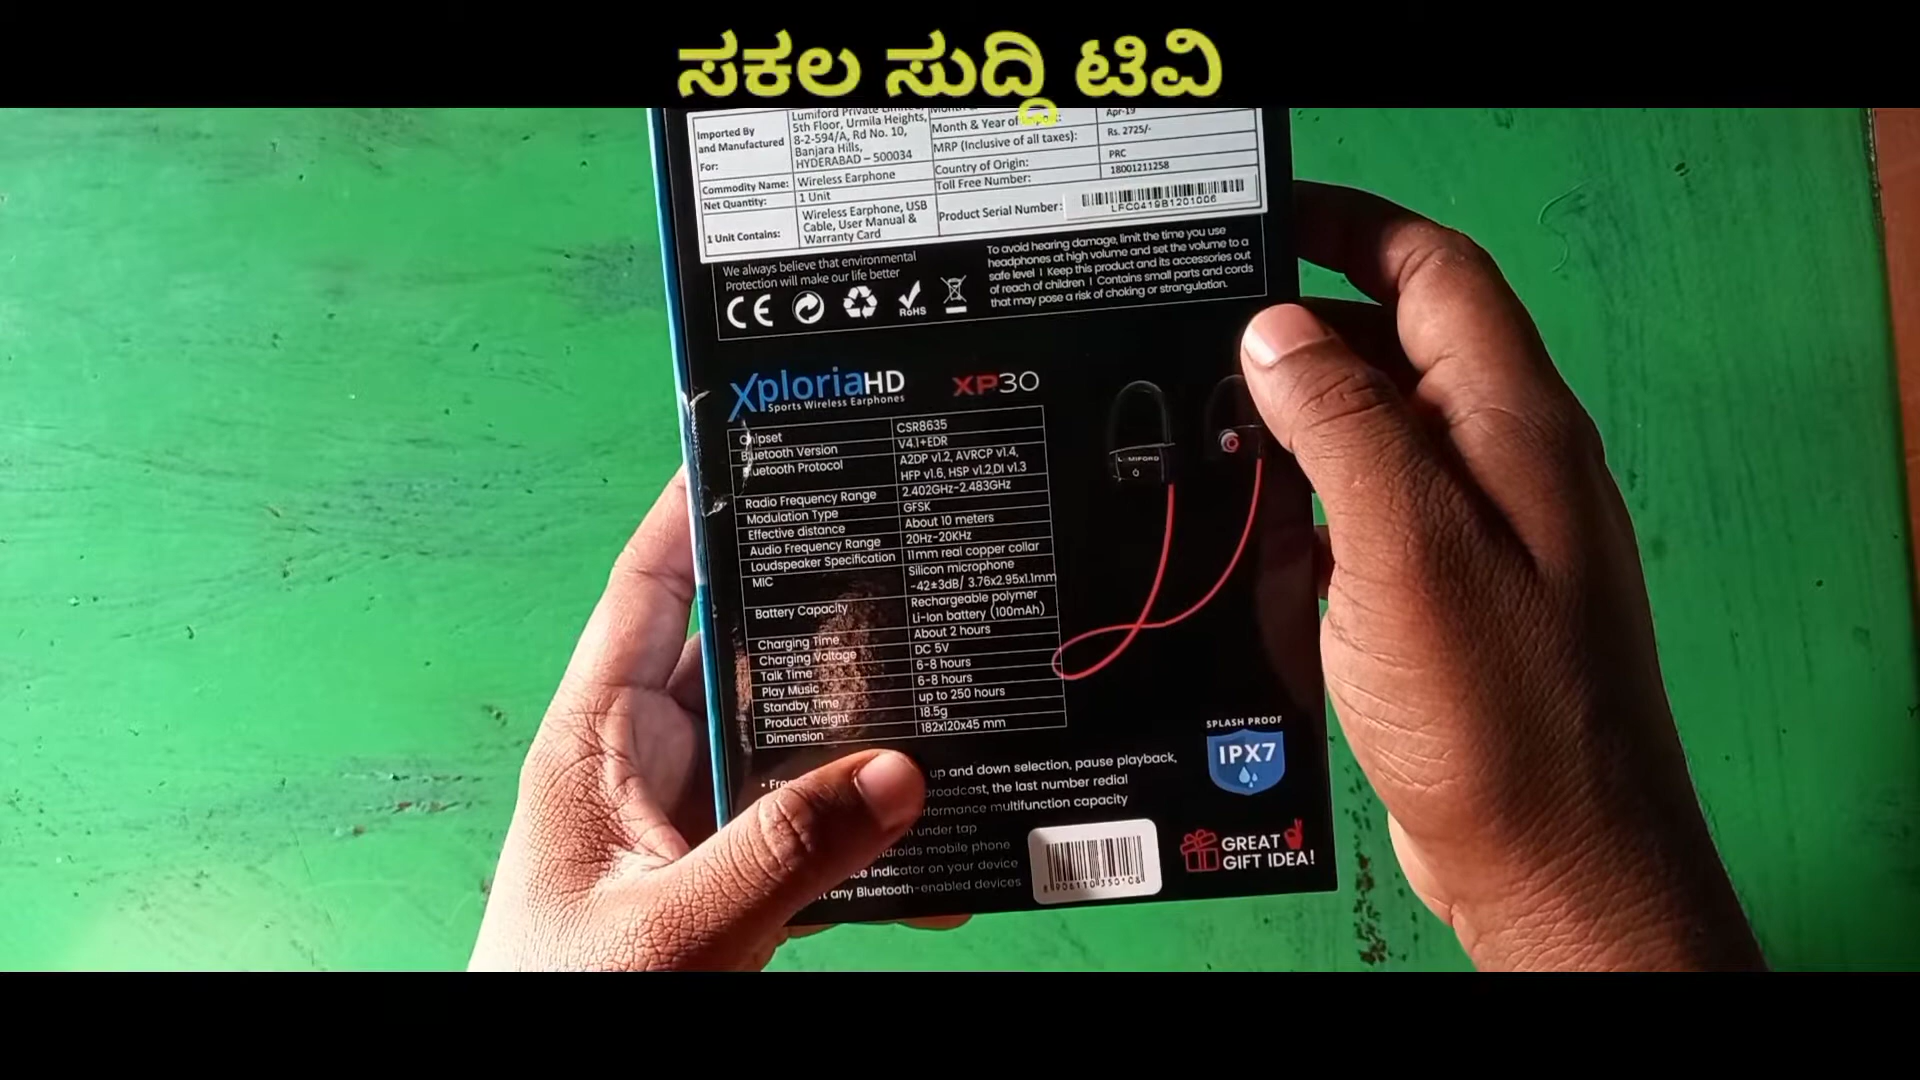 ಸಕಲ ಸುದ್ದಿ ಟಿವಿ
Imported By
and Manufactured
For:
Lumiford Private Limited,
5th Floor, Urmila Heights,
8-2-594/A, Rd No. 10,
Banjara Hills,
HYDERABAD – 500034
Commodity Name: Wireless Earphone
Net Quantity: 1 Unit
1 Unit Contains: Wireless Earphone, USB
Cable, User Manual &
Warranty Card
Month & Year of
Apr-19
MRP (Inclusive of all taxes): Rs. 2725/-
Country of Origin: PRC
Toll Free Number: 18001211258
Product Serial Number:
LFC0419B1201006
We always believe that environmental
Protection will make our life better
CE
RoHS
To avoid hearing damage, limit the time you use
headphones at high volume and set the volume to a
safe level I Keep this product and its accessories out
of reach of children I Contains small parts and cords
that may pose a risk of choking or strangulation.
XploriaHD XP30
Sports Wireless Earphones
Chipset CSR8635
Bluetooth Version V4.1+EDR
Bluetooth Protocol A2DP v1.2, AVRCP v1.4,
HFP v1.6, HSP v1.2,DI v1.3
Radio Frequency Range 2.402GHz-2.483GHz
Modulation Type GFSK
Effective distance About 10 meters
Audio Frequency Range 20Hz-20KHz
Loudspeaker Specification 11mm real copper collar
MIC Silicon microphone
-42±3dB/ 3.76x2.95x1.1mm
Battery Capacity Rechargeable polymer
Li-Ion battery (100mAh)
Charging Time About 2 hours
Charging Voltage DC 5V
Talk Time 6-8 hours
Play Music 6-8 hours
Standby Time up to 250 hours
Product Weight 18.5g
Dimension 182x120x45 mm
LUMIFORD
SPLASH PROOF
IPX7
up and down selection, pause playback,
broadcast, the last number redial
multifunction capacity
under tap
mobile phone
indicator on your device
any Bluetooth-enabled devices
GREAT
GIFT IDEA!